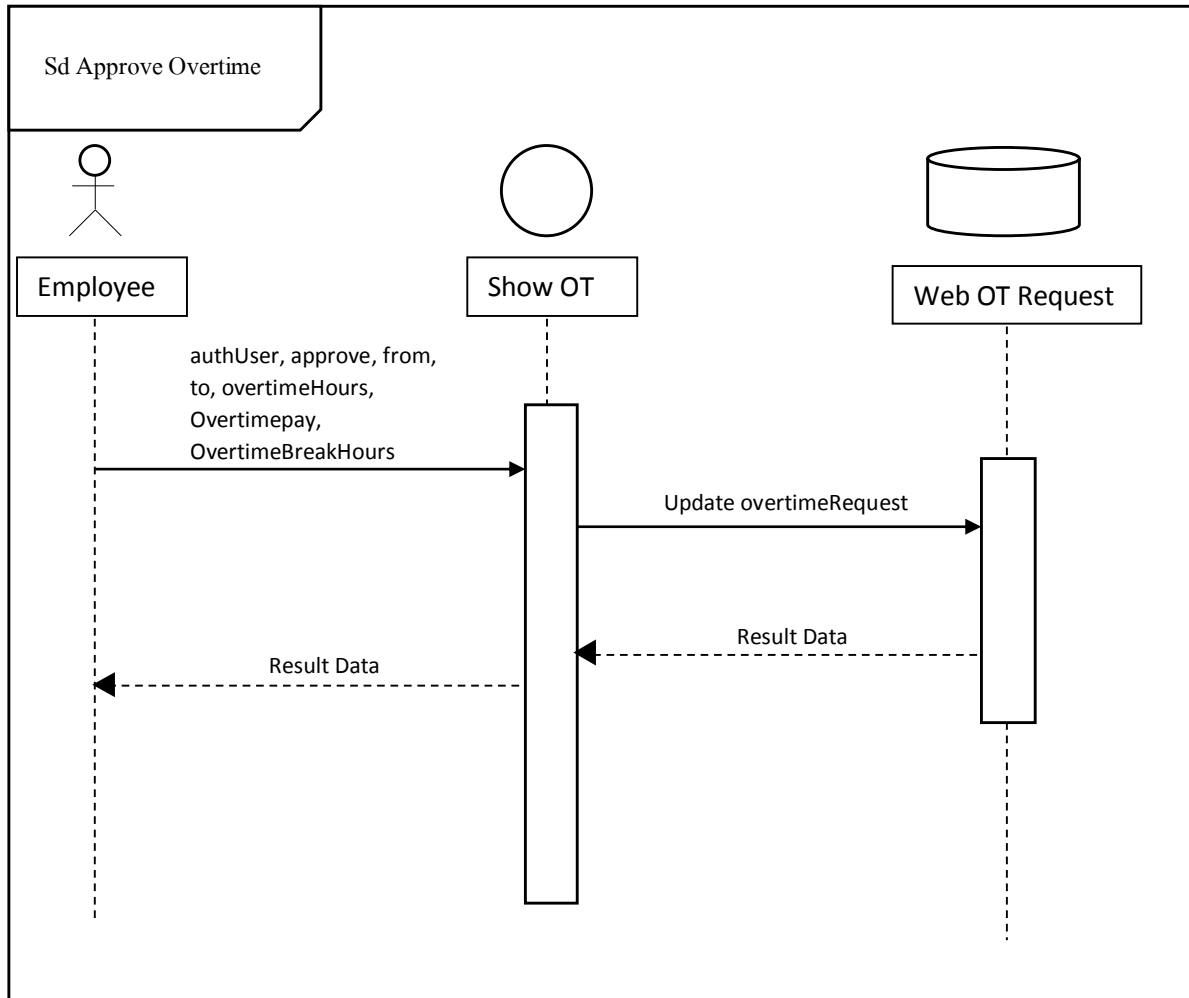 Sd Approve Overtime
Employee
Show OT
Web OT Request
authUser, approve, from,
to, overtimeHours,
Overtimepay,
OvertimeBreakHours
Update overtimeRequest
Result Data
Result Data